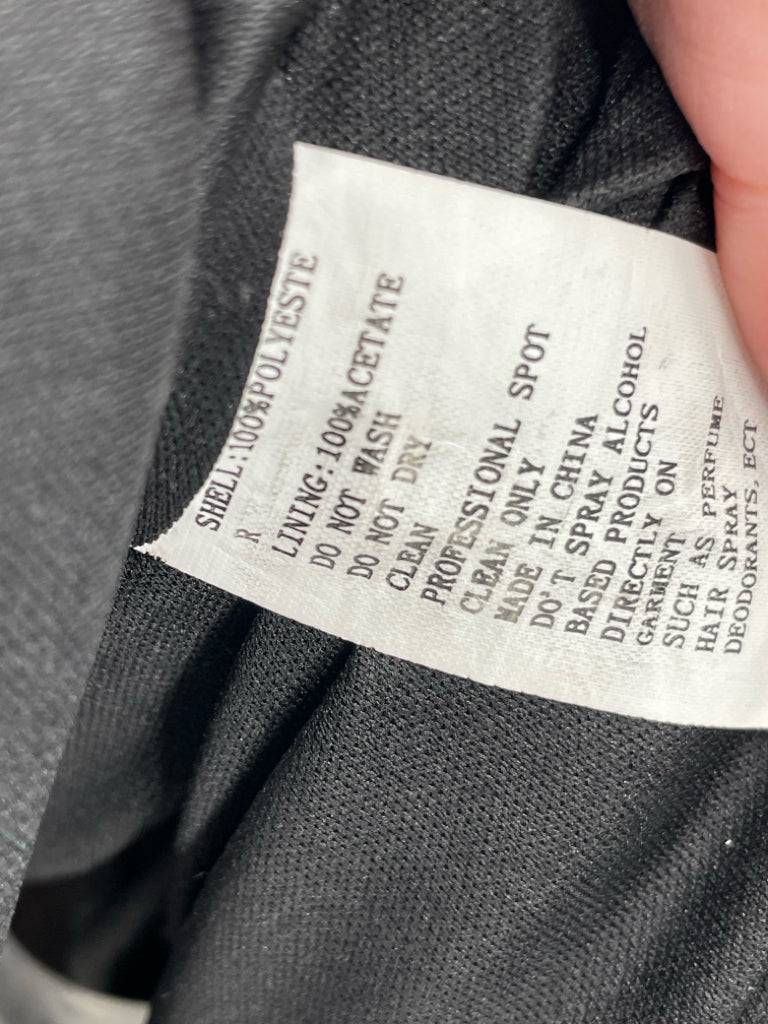 SHELL:100%POLYESTE
R
LINING:100%ACETATE
DO NOT WASH
DO NOT DRY
CLEAN
PROFESSIONAL SPOT
CLEAN ONLY
MADE IN CHINA
DO'T SPRAY ALCOHOL
BASED PRODUCTS
DIRECTLY ON
GARMENT
SUCH AS PERFUME
HAIR SPRAY
DEODORANTS, ECT